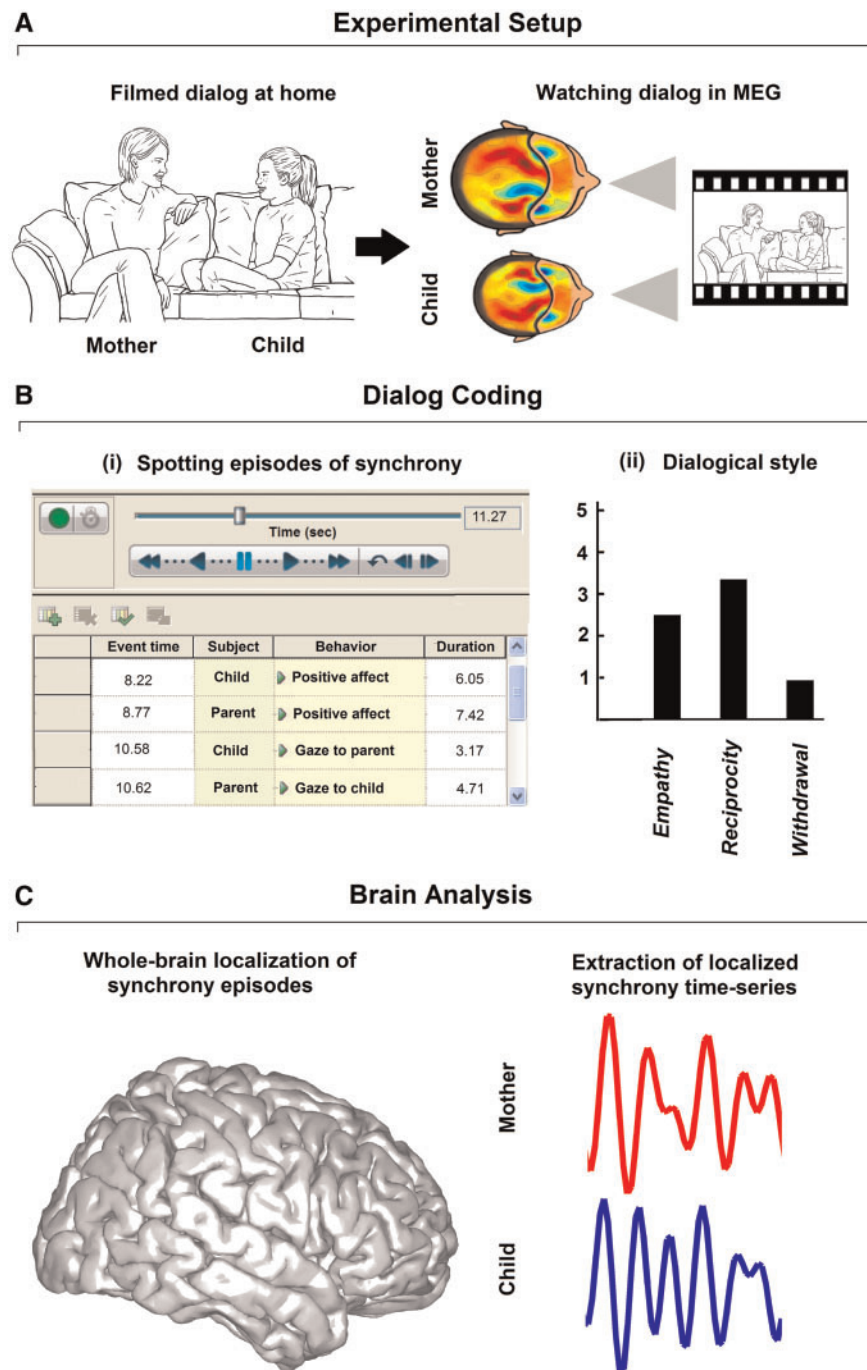 A Experimental Setup
Filmed dialog at home
Watching dialog in MEG
Mother
Child
Mother Child
B Dialog Coding
(i) Spotting episodes of synchrony
11.27
Time (sec)
Event time Subject Behavior Duration
8.22 Child Positive affect 6.05
8.77 Parent Positive affect 7.42
10.58 Child Gaze to parent 3.17
10.62 Parent Gaze to child 4.71
(ii) Dialogical style
5
4
3
2
1
Empathy
Reciprocity
Withdrawal
C Brain Analysis
Whole-brain localization of
synchrony episodes
Extraction of localized
synchrony time-series
Mother
Child